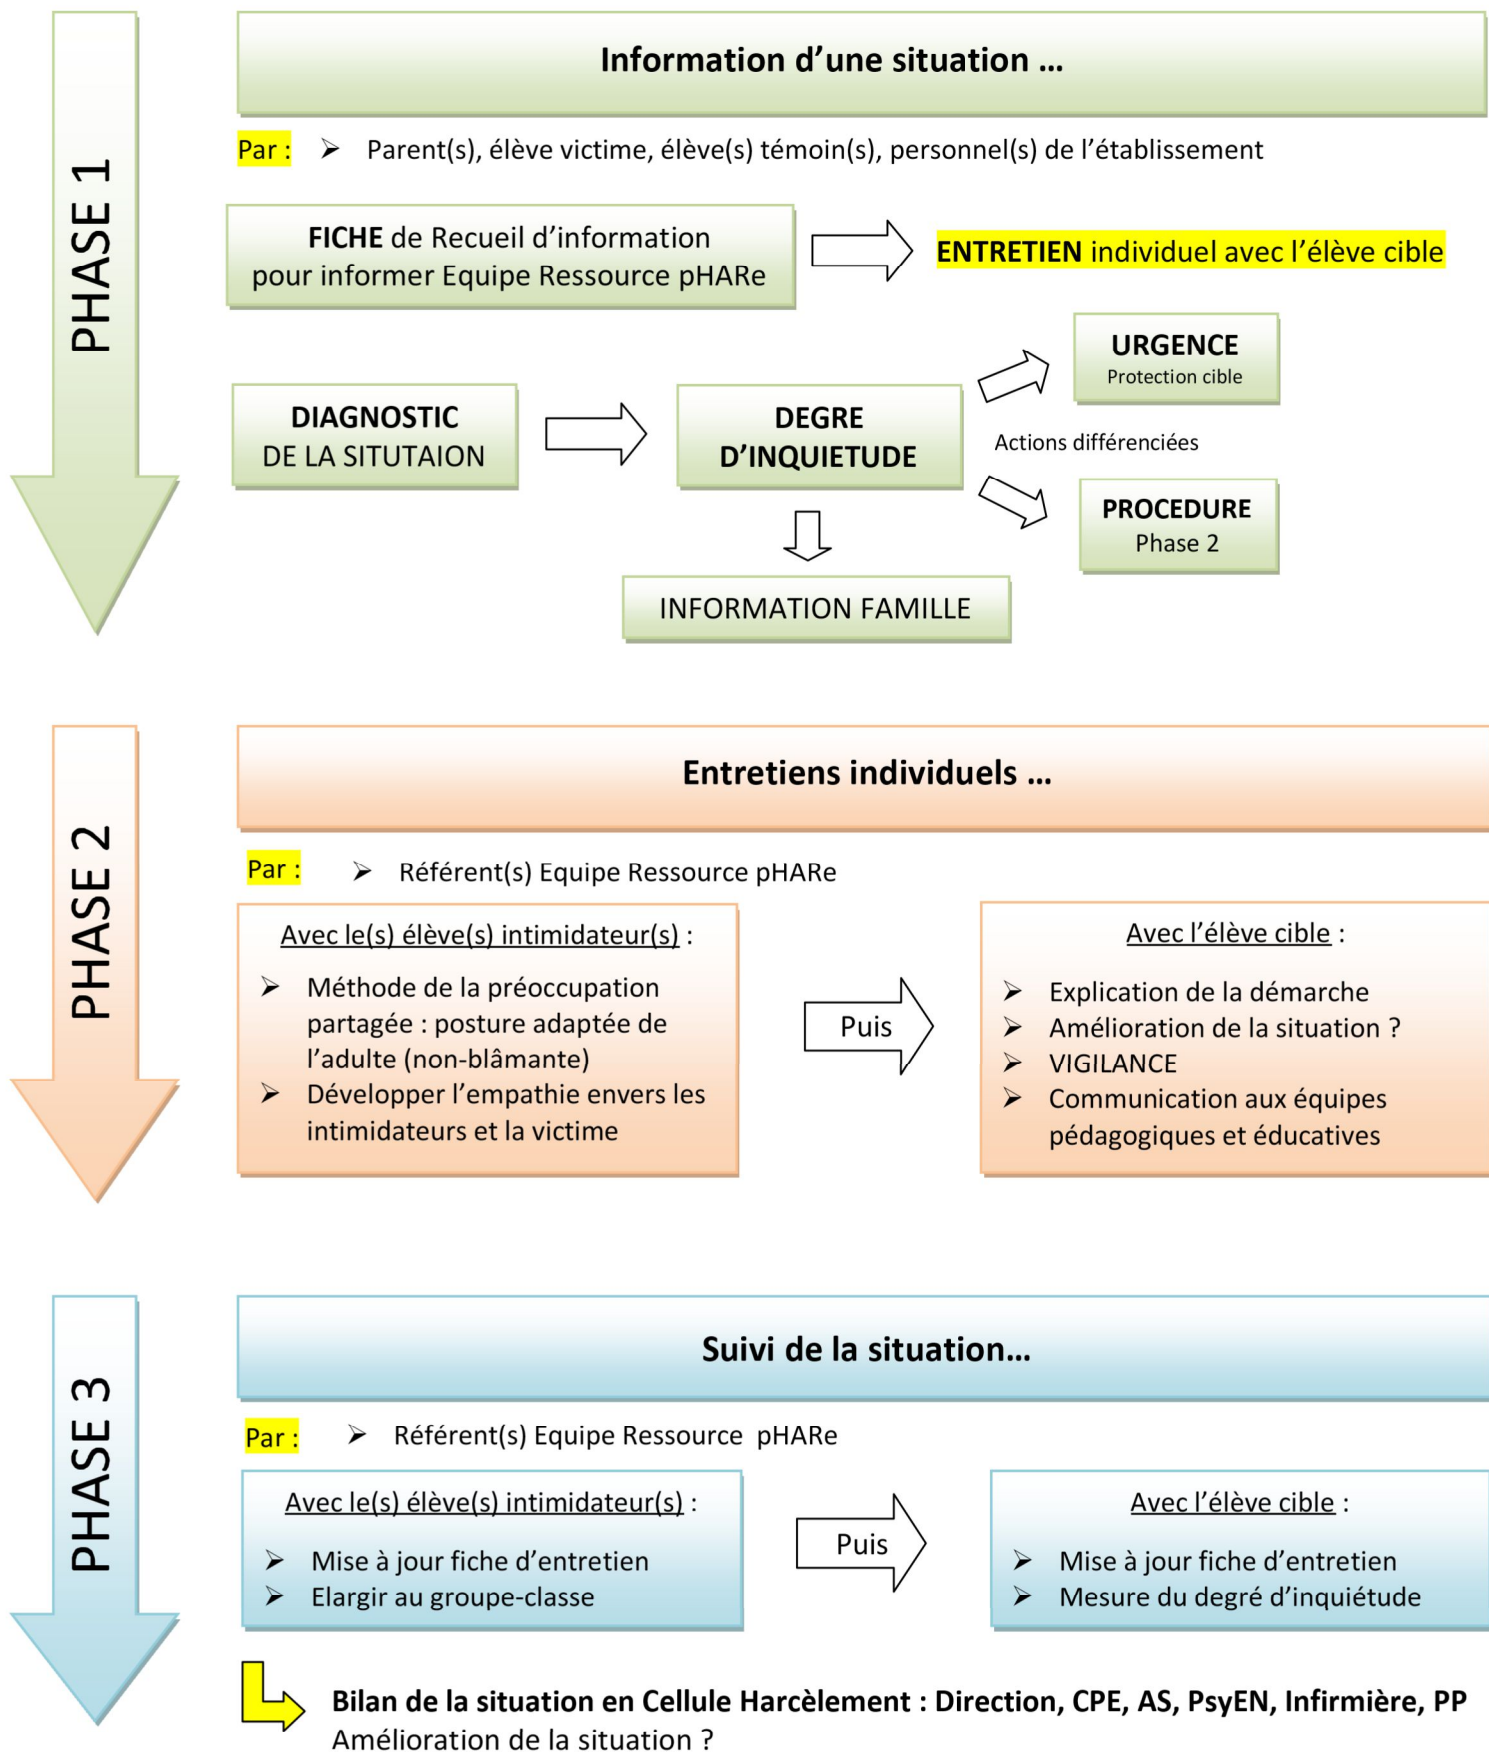 PHASE 1
Information d’une situation ...
Par :
➢ Parent(s), élève victime, élève(s) témoin(s), personnel(s) de l’établissement
FICHE de Recueil d’information
pour informer Equipe Ressource pHARe
ENTRETIEN individuel avec l’élève cible
DIAGNOSTIC
DE LA SITUTAION
DEGRE
D’INQUIETUDE
URGENCE
Protection cible
Actions différenciées
PROCEDURE
Phase 2
INFORMATION FAMILLE
PHASE 2
Entretiens individuels ...
Par :
➢ Référent(s) Equipe Ressource pHARe
Avec le(s) élève(s) intimidateur(s) :
➢ Méthode de la préoccupation
partagée : posture adaptée de
l’adulte (non-blâmante)
➢ Développer l’empathie envers les
intimidateurs et la victime
Puis
Avec l’élève cible :
➢ Explication de la démarche
➢ Amélioration de la situation ?
➢ VIGILANCE
➢ Communication aux équipes
pédagogiques et éducatives
PHASE 3
Suivi de la situation...
Par :
➢ Référent(s) Equipe Ressource pHARe
Avec le(s) élève(s) intimidateur(s) :
➢ Mise à jour fiche d’entretien
➢ Elargir au groupe-classe
Puis
Avec l’élève cible :
➢ Mise à jour fiche d’entretien
➢ Mesure du degré d’inquiétude
Bilan de la situation en Cellule Harcèlement : Direction, CPE, AS, PsyEN, Infirmière, PP
Amélioration de la situation ?